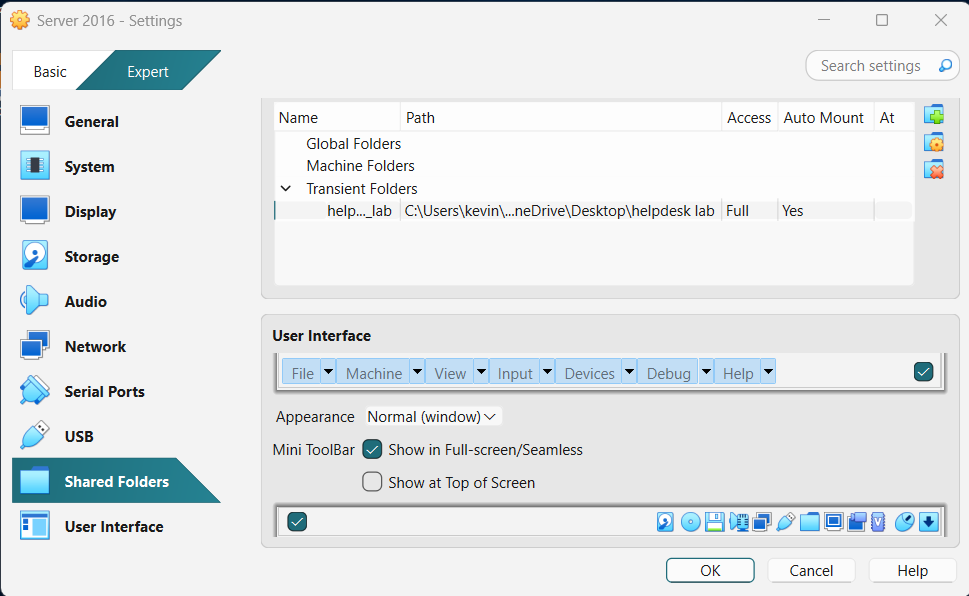 Server 2016 - Settings
Basic
Expert
Search settings
General
System
Display
Storage
Audio
Network
Serial Ports
USB
Shared Folders
User Interface
Name Path Access Auto Mount At
Global Folders
Machine Folders
Transient Folders
help..._lab C:\Users\kevin\...neDrive\Desktop\helpdesk lab Full Yes
User Interface
File Machine View Input Devices Debug Help
Appearance Normal (window)
Mini ToolBar Show in Full-screen/Seamless
Show at Top of Screen
V
OK Cancel Help